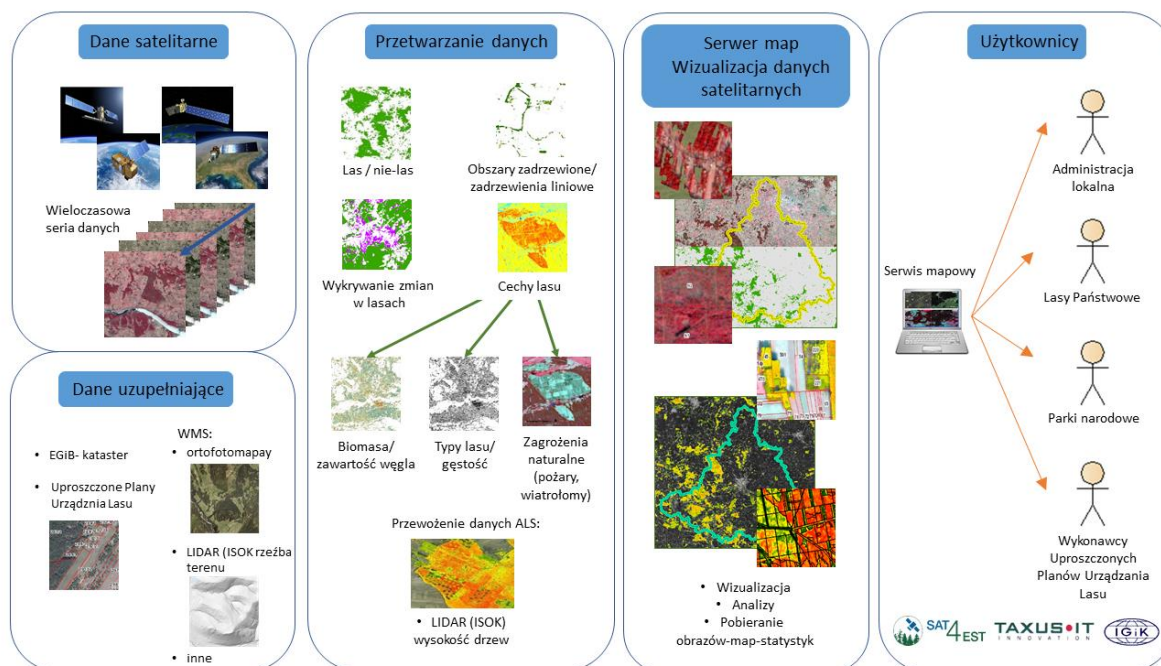 Dane satelitarne
Wieloczasowa
seria danych
Dane uzupełniające
EGiB- kataster
Uproszczone Plany
Urządznia Lasu
WMS:
ortofotomapay
LIDAR (ISOK rzeźba
terenu
inne
Przetwarzanie danych
Las / nie-las
Obszary zadrzewione/
zadrzewienia liniowe
Wykrywanie zmian
w lasach
Cechy lasu
Biomasa/
zawartość węgla
Typy lasu/
gęstość
Zagrożenia
naturalne
(pożary,
wiatrołomy)
Przewożenie danych ALS:
LIDAR (ISOK)
wysokość drzew
Serwer map
Wizualizacja danych
satelitarnych
Wizualizacja
Analizy
Pobieranie
obrazów-map-statystyk
Użytkownicy
Serwis mapowy
Administracja
lokalna
Lasy Państwowe
Parki narodowe
Wykonawcy
Uproszczonych
Planów Urządzania
Lasu
SAT
4EST
TAXUS IT
INNOVATION
IGiK